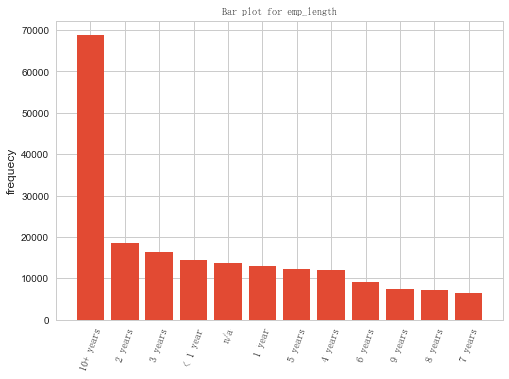 Bar plot for emp_length
frequecy
70000
60000
50000
40000
30000
20000
10000
0
10+ years
2 years
3 years
< 1 year
n/a
1 year
5 years
4 years
6 years
9 years
8 years
7 years